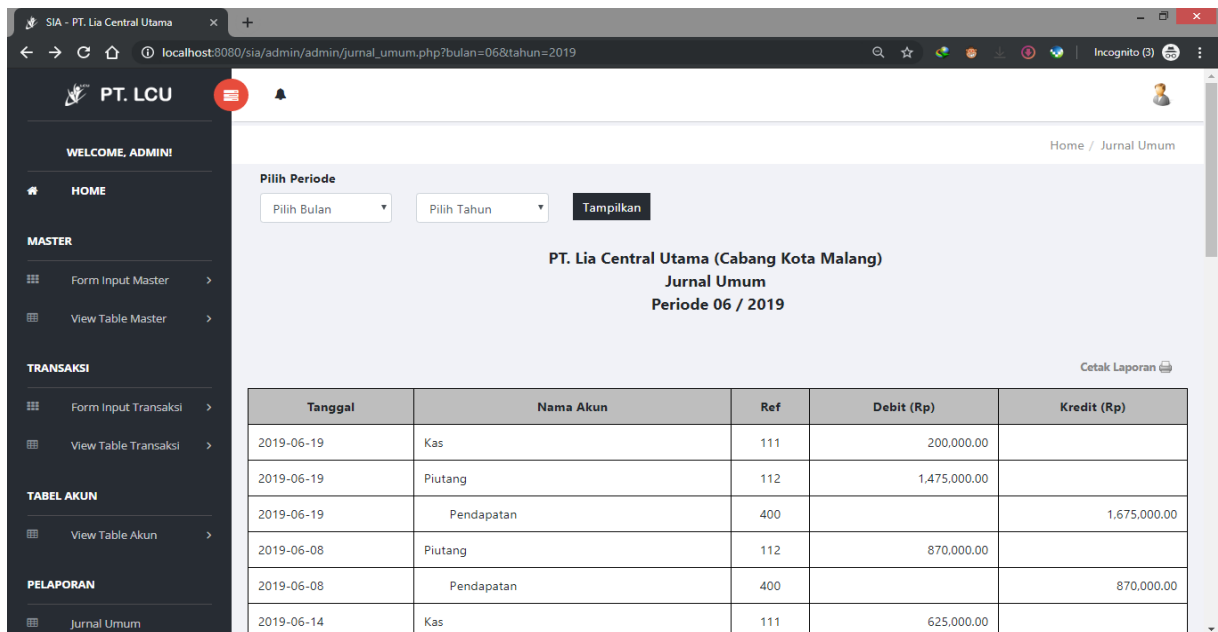 SIA - PT. Lia Central Utama
localhost:8080/sia/admin/admin/jurnal_umum.php?bulan=06&tahun=2019
Incognito (3)
PT. LCU
WELCOME, ADMIN!
HOME
MASTER
Form Input Master
View Table Master
TRANSAKSI
Form Input Transaksi
View Table Transaksi
TABEL AKUN
View Table Akun
PELAPORAN
Jurnal Umum
Home / Jurnal Umum
Pilih Periode
Pilih Bulan Pilih Tahun Tampilkan
PT. Lia Central Utama (Cabang Kota Malang)
Jurnal Umum
Periode 06 / 2019
Cetak Laporan
Tanggal Nama Akun Ref Debit (Rp) Kredit (Rp)
2019-06-19 Kas 111 200,000.00
2019-06-19 Piutang 112 1,475,000.00
2019-06-19 Pendapatan 400 1,675,000.00
2019-06-08 Piutang 112 870,000.00
2019-06-08 Pendapatan 400 870,000.00
2019-06-14 Kas 111 625,000.00